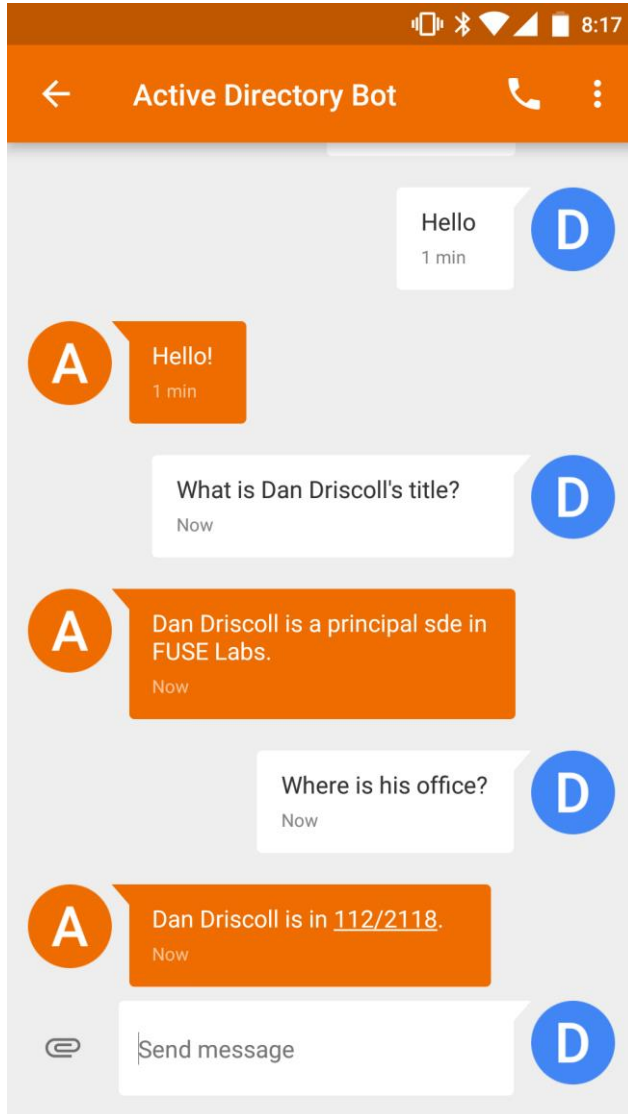 8:17
Active Directory Bot
Hello
1 min
D
A
Hello!
1 min
What is Dan Driscoll's title?
Now
D
A
Dan Driscoll is a principal sde in
FUSE Labs.
Now
Where is his office?
Now
D
A
Dan Driscoll is in 112/2118.
Now
Send message
D